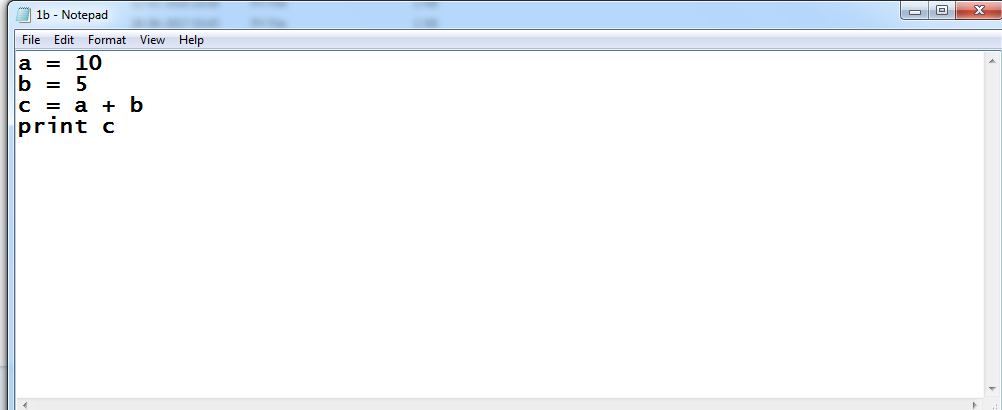 1b - Notepad
File Edit Format View Help
a = 10
b = 5
c = a + b
print c